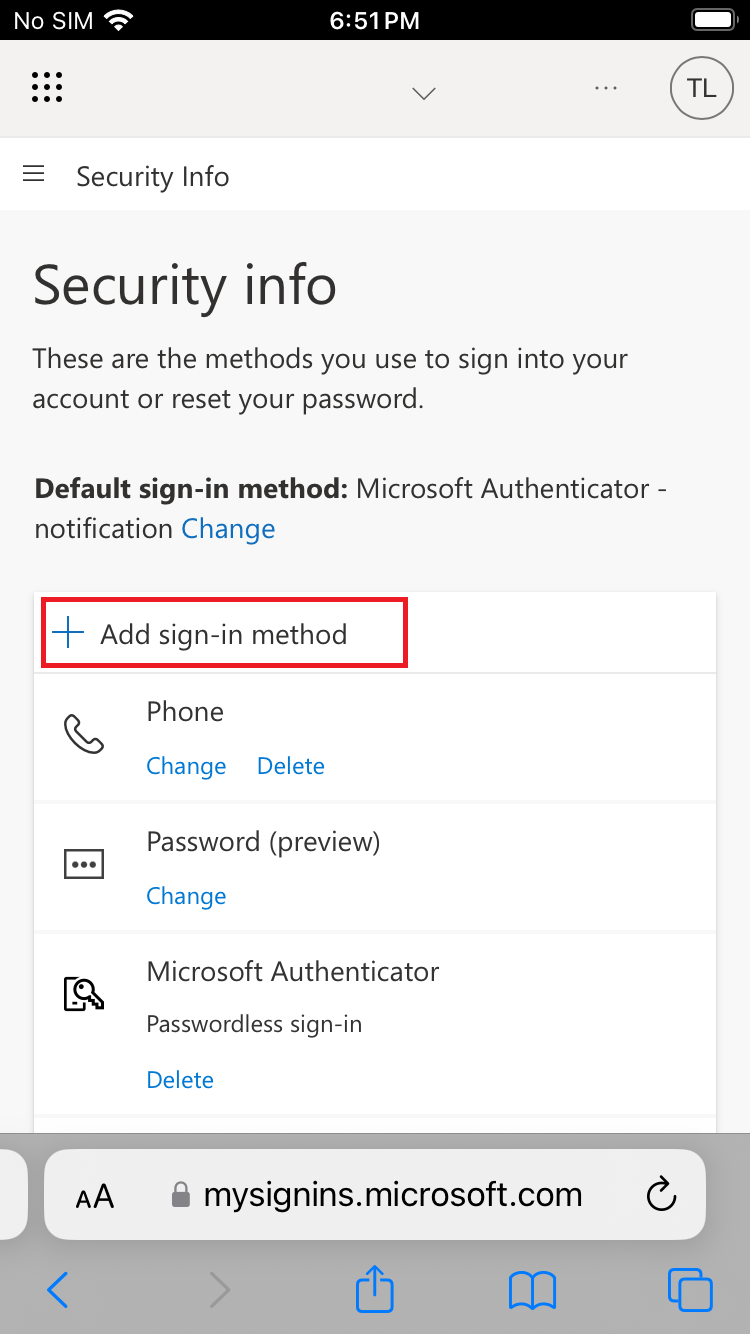 No SIM 6:51PM
... TL
Security Info
Security info
These are the methods you use to sign into your
account or reset your password.
Default sign-in method: Microsoft Authenticator -
notification Change
Add sign-in method
Phone
Change Delete
Password (preview)
Change
Microsoft Authenticator
Passwordless sign-in
Delete
AA mysignins.microsoft.com